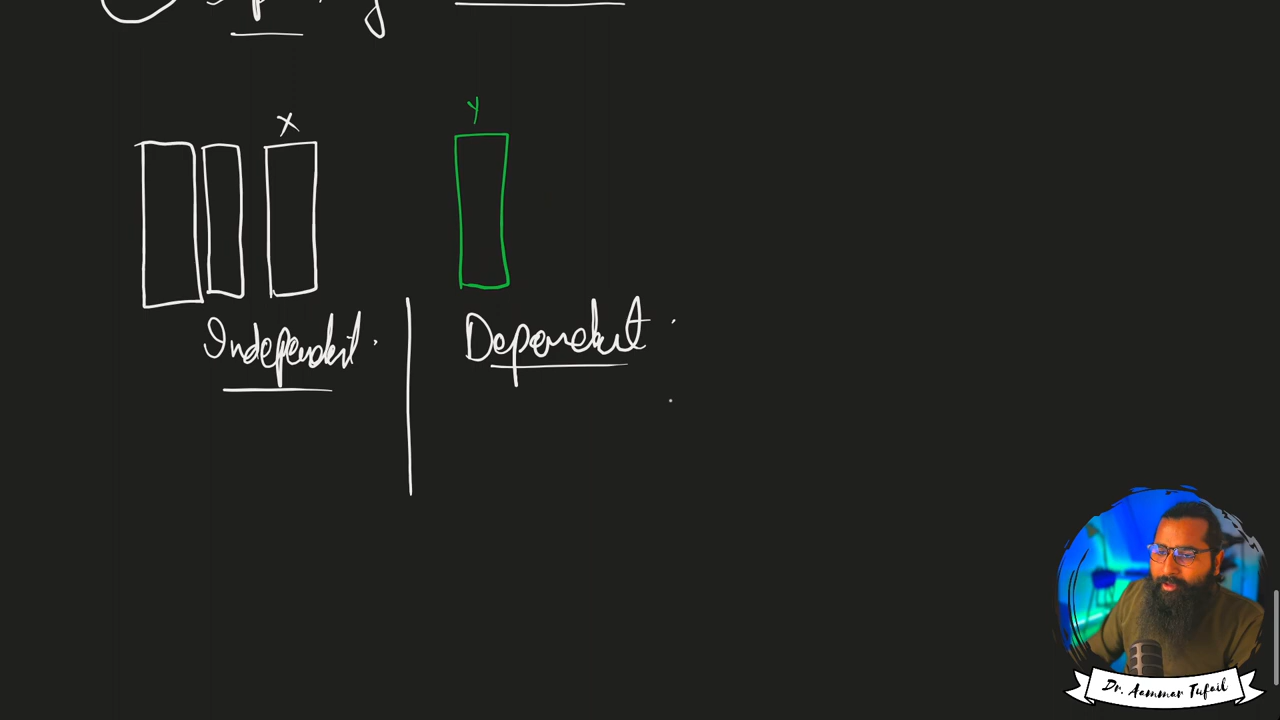 X
Y
Independent
Dependent :
Dr. Aammar Tufail